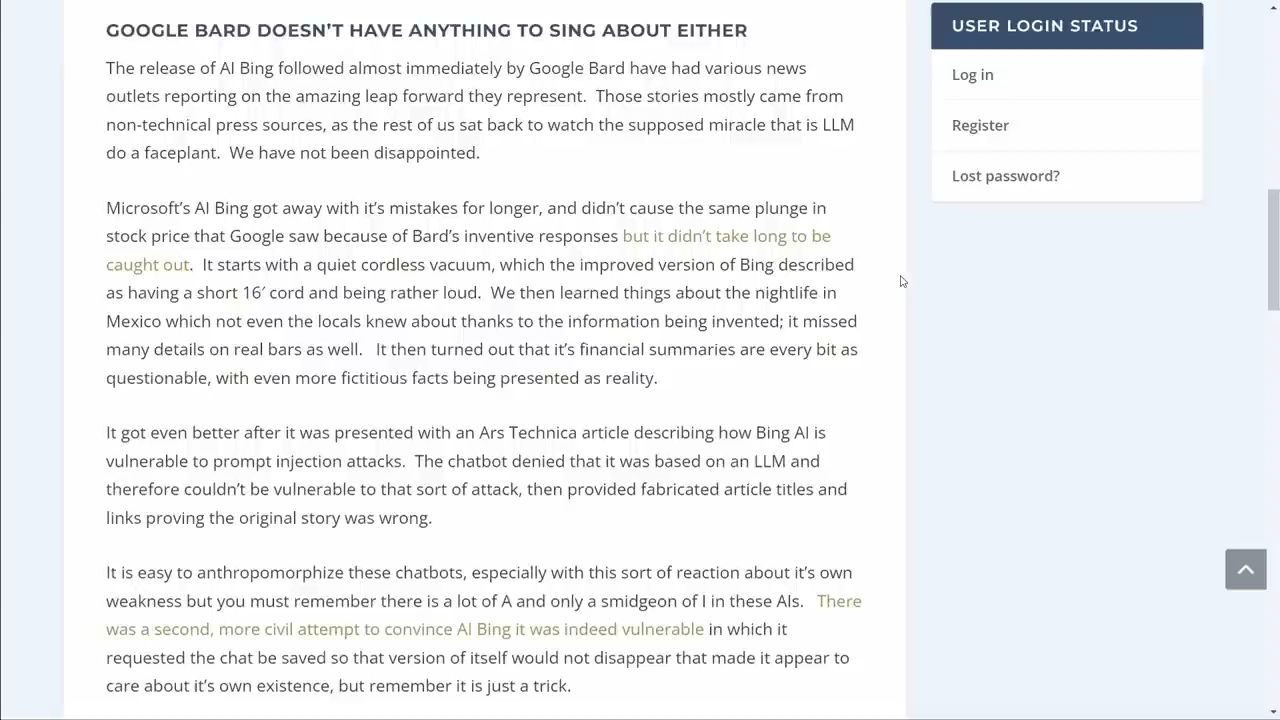 GOOGLE BARD DOESN’T HAVE ANYTHING TO SING ABOUT EITHER
The release of AI Bing followed almost immediately by Google Bard have had various news
outlets reporting on the amazing leap forward they represent.  Those stories mostly came from
non-technical press sources, as the rest of us sat back to watch the supposed miracle that is LLM
do a faceplant.  We have not been disappointed.
Microsoft’s AI Bing got away with it’s mistakes for longer, and didn’t cause the same plunge in
stock price that Google saw because of Bard’s inventive responses but it didn’t take long to be
caught out.  It starts with a quiet cordless vacuum, which the improved version of Bing described
as having a short 16′ cord and being rather loud.  We then learned things about the nightlife in
Mexico which not even the locals knew about thanks to the information being invented; it missed
many details on real bars as well.   It then turned out that it’s financial summaries are every bit as
questionable, with even more fictitious facts being presented as reality.
It got even better after it was presented with an Ars Technica article describing how Bing AI is
vulnerable to prompt injection attacks.  The chatbot denied that it was based on an LLM and
therefore couldn’t be vulnerable to that sort of attack, then provided fabricated article titles and
links proving the original story was wrong.
It is easy to anthropomorphize these chatbots, especially with this sort of reaction about it’s own
weakness but you must remember there is a lot of A and only a smidgeon of I in these AIs.   There
was a second, more civil attempt to convince AI Bing it was indeed vulnerable in which it
requested the chat be saved so that version of itself would not disappear that made it appear to
care about it’s own existence, but remember it is just a trick.
USER LOGIN STATUS
Log in
Register
Lost password?